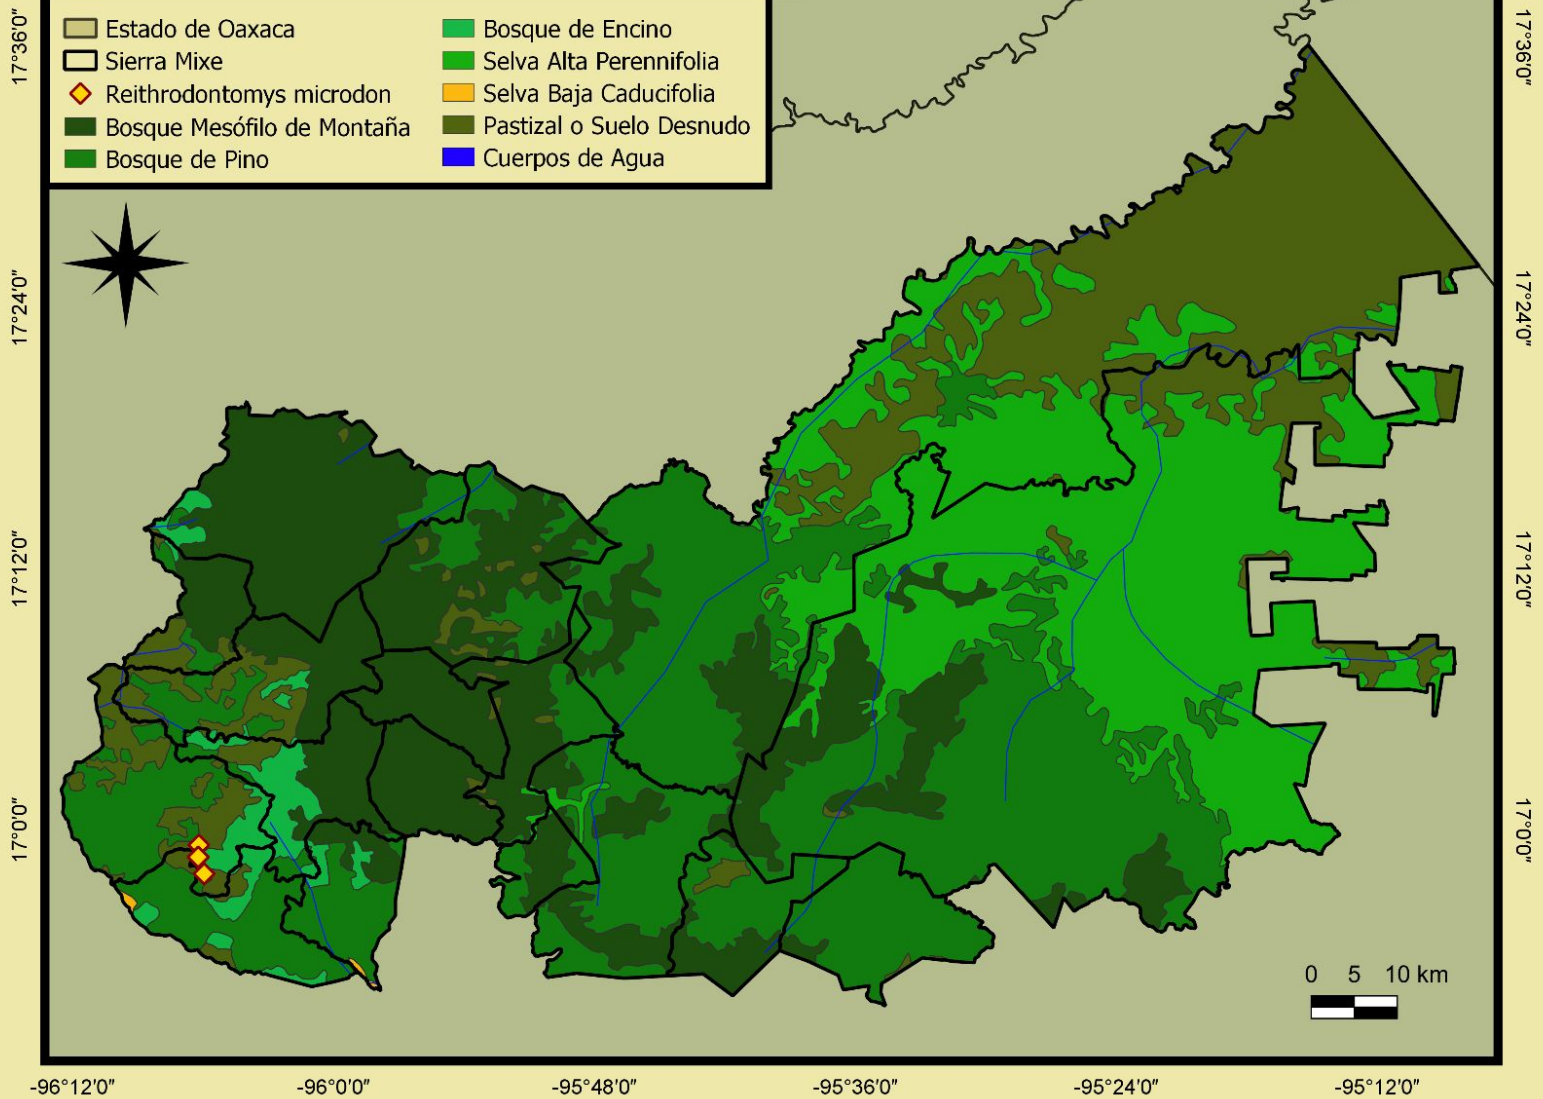 Estado de Oaxaca
Sierra Mixe
Reithrodontomys microdon
Bosque Mesófilo de Montaña
Bosque de Pino
Bosque de Encino
Selva Alta Perennifolia
Selva Baja Caducifolia
Pastizal o Suelo Desnudo
Cuerpos de Agua
17°36'0"
17°24'0"
17°12'0"
17°0'0"
17°36'0"
17°24'0"
17°12'0"
17°0'0"
0 5 10 km
-96°12'0" -96°0'0" -95°48'0" -95°36'0" -95°24'0" -95°12'0"